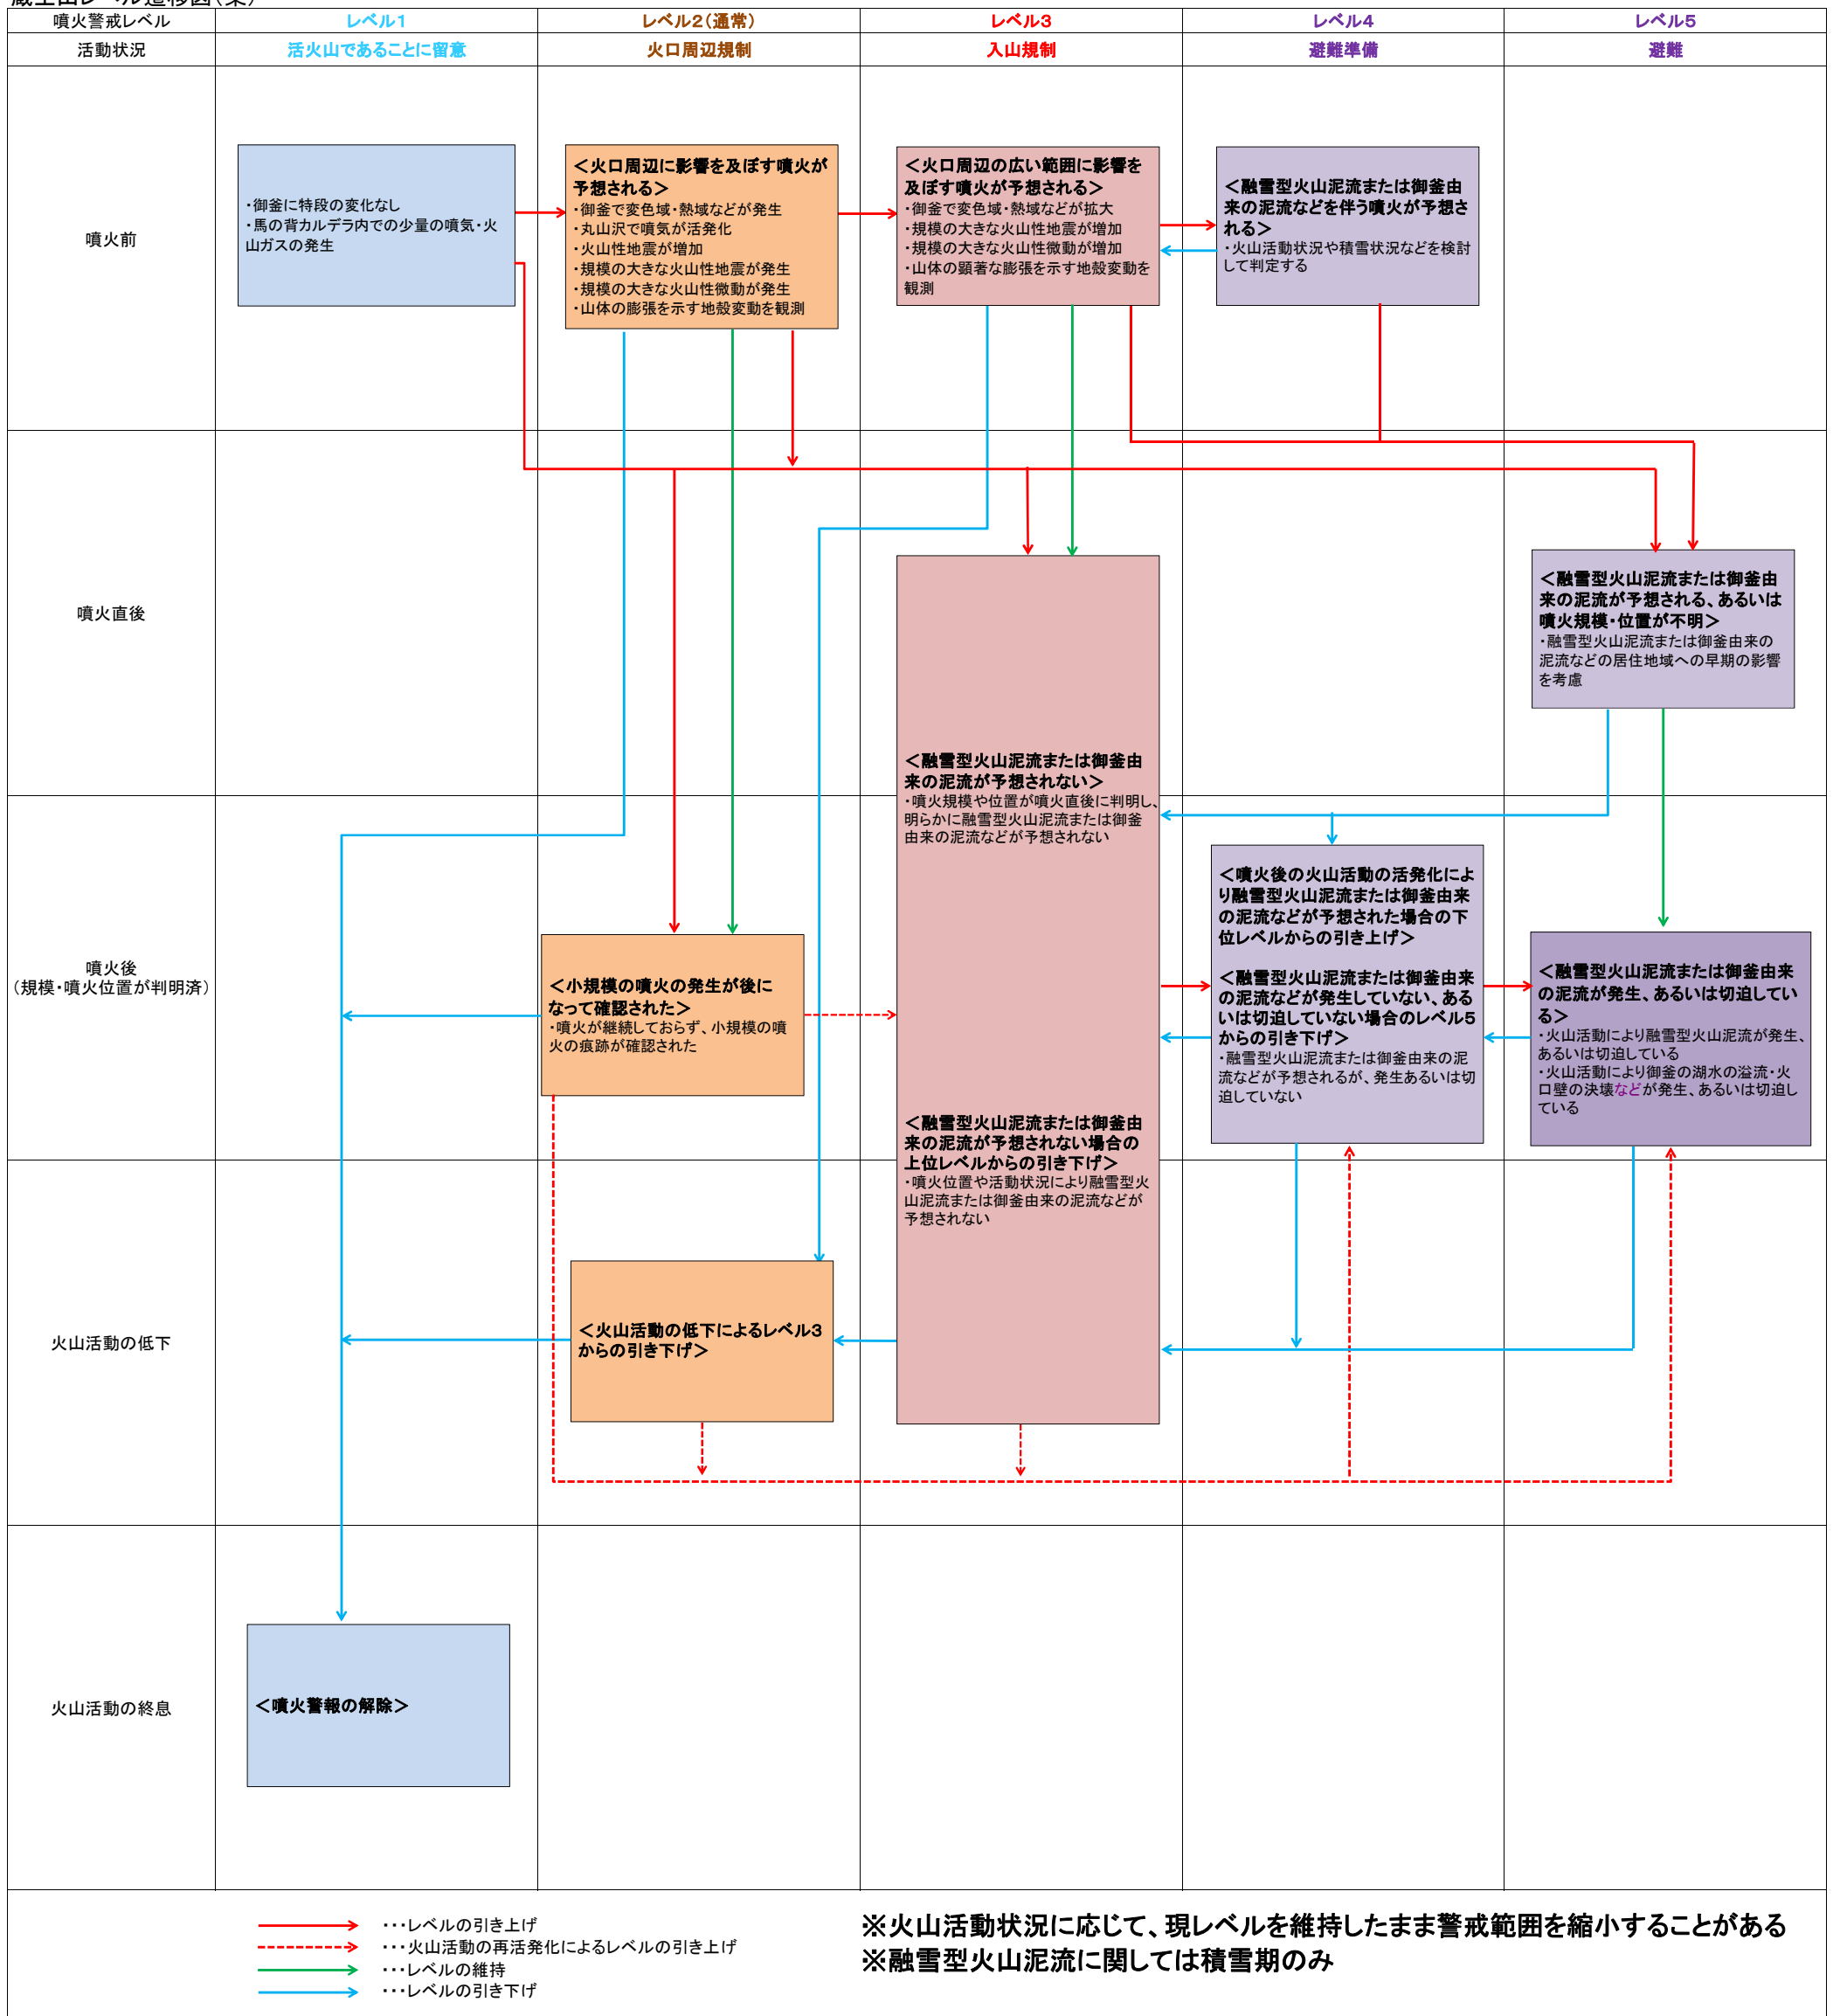 噴火警戒レベル
レベル1
レベル2(通常)
レベル3
レベル4
レベル5
活動状況
活火山であることに留意
火口周辺規制
入山規制
避難準備
避難
噴火前
・御釜に特段の変化なし
・馬の背カルデラ内での少量の噴気・火
山ガスの発生
＜火口周辺に影響を及ぼす噴火が
予想される＞
・御釜で変色域・熱域などが発生
・丸山沢で噴気が活発化
・火山性地震が増加
・規模の大きな火山性地震が発生
・規模の大きな火山性微動が発生
・山体の膨張を示す地殻変動を観測
＜火口周辺の広い範囲に影響を
及ぼす噴火が予想される＞
・御釜で変色域・熱域などが拡大
・規模の大きな火山性地震が増加
・規模の大きな火山性微動が増加
・山体の顕著な膨張を示す地殻変動を
観測
＜融雪型火山泥流または御釜由
来の泥流などを伴う噴火が予想さ
れる＞
・火山活動状況や積雪状況などを検討
して判定する
噴火直後
＜融雪型火山泥流または御釜由
来の泥流が予想される、あるいは
噴火規模・位置が不明＞
・融雪型火山泥流または御釜由来の
泥流などの居住地域への早期の影響
を考慮
＜融雪型火山泥流または御釜由
来の泥流が予想されない＞
・噴火規模や位置が噴火直後に判明し、
明らかに融雪型火山泥流または御釜
由来の泥流などが予想されない
噴火後
(規模・噴火位置が判明済)
＜小規模の噴火の発生が後に
なって確認された＞
・噴火が継続しておらず、小規模の噴
火の痕跡が確認された
＜融雪型火山泥流または御釜由
来の泥流が予想されない場合の
上位レベルからの引き下げ＞
・噴火位置や活動状況により融雪型火
山泥流または御釜由来の泥流などが
予想されない
＜噴火後の火山活動の活発化によ
り融雪型火山泥流または御釜由来
の泥流などが予想された場合の下
位レベルからの引き上げ＞
＜融雪型火山泥流または御釜由来
の泥流などが発生していない、ある
いは切迫していない場合のレベル5
からの引き下げ＞
・融雪型火山泥流または御釜由来の泥
流などが予想されるが、発生あるいは切
迫していない
＜融雪型火山泥流または御釜由来
の泥流が発生、あるいは切迫してい
る＞
・火山活動により融雪型火山泥流が発生、
あるいは切迫している
・火山活動により御釜の湖水の溢流・火
口壁の決壊などが発生、あるいは切迫し
ている
火山活動の低下
＜火山活動の低下によるレベル3
からの引き下げ＞
火山活動の終息
＜噴火警報の解除＞
・・・レベルの引き上げ
・・・火山活動の再活発化によるレベルの引き上げ
・・・レベルの維持
・・・レベルの引き下げ
※火山活動状況に応じて、現レベルを維持したまま警戒範囲を縮小することがある
※融雪型火山泥流に関しては積雪期のみ